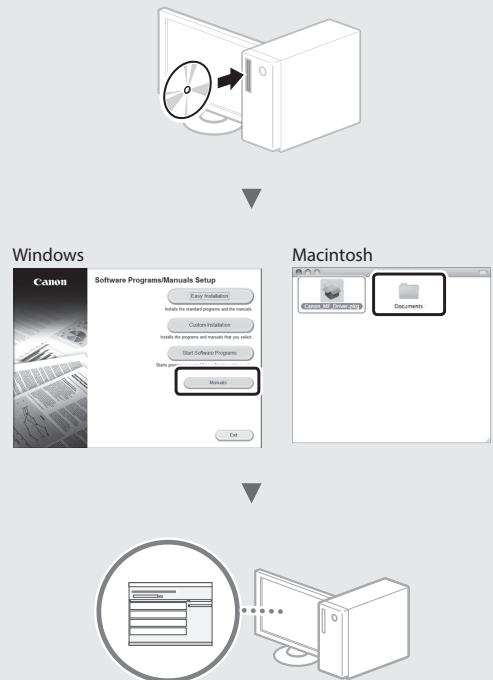 Windows
Macintosh
Canon
Software Programs/Manuals Setup
Easy Installation
Installs the standard programs and the manuals.
Custom Installation
Installs the programs and manuals that you select.
Start Software Programs
Starts
Manuals
Exit
Canon_MF_Driver.pkg
Documents